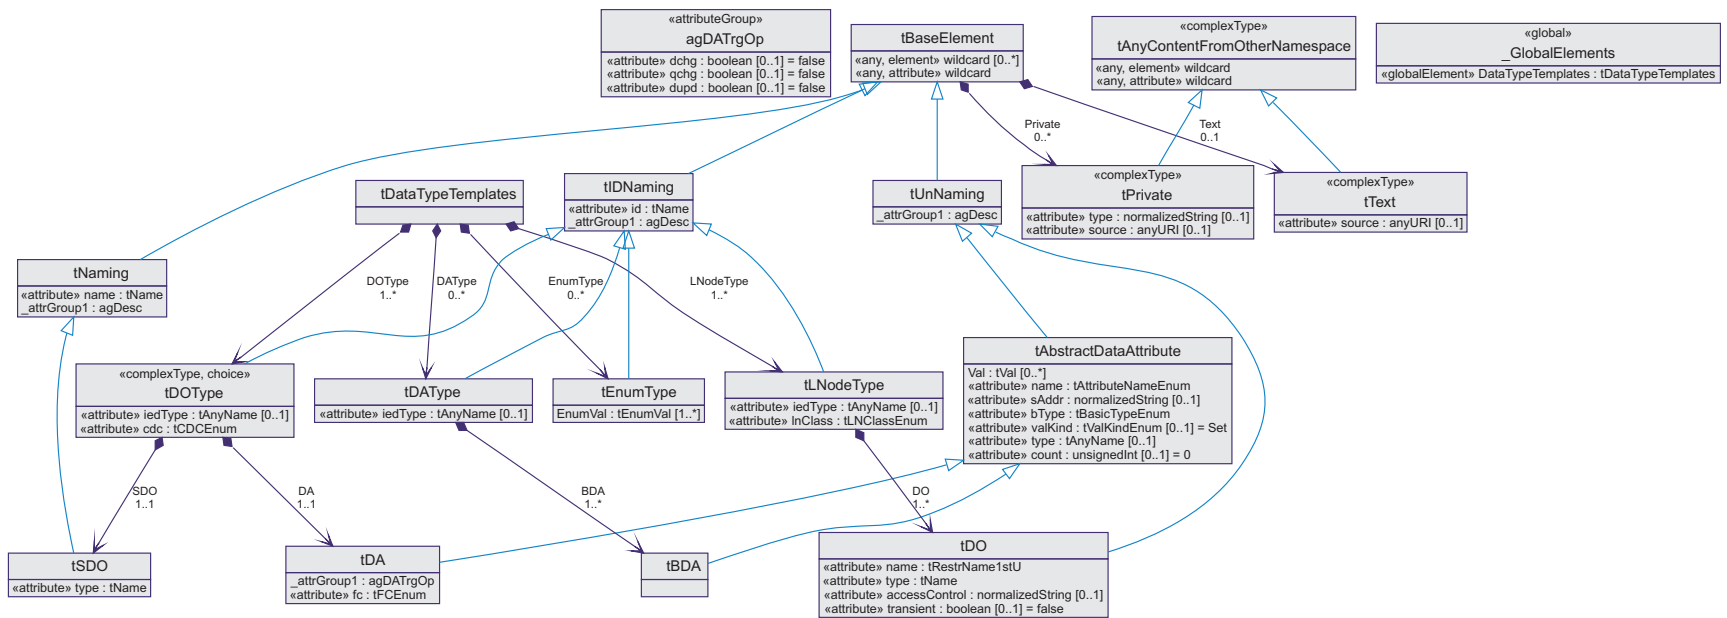 «attributeGroup»
agDATrgOp
«attribute» dchg : boolean [0..1] = false
«attribute» qchg : boolean [0..1] = false
«attribute» dupd : boolean [0..1] = false
tBaseElement
«any, element» wildcard [0..*]
«any, attribute» wildcard
«complexType»
tAnyContentFromOtherNamespace
«any, element» wildcard
«any, attribute» wildcard
«global»
_GlobalElements
«globalElement» DataTypeTemplates : tDataTypeTemplates
Private
0..*
Text
0..1
tDataTypeTemplates
tIDNaming
«attribute» id : tName
_attrGroup1 : agDesc
tUnNaming
_attrGroup1 : agDesc
«complexType»
tPrivate
«attribute» type : normalizedString [0..1]
«attribute» source : anyURI [0..1]
«complexType»
tText
«attribute» source : anyURI [0..1]
tNaming
«attribute» name : tName
_attrGroup1 : agDesc
DOType
1..*
DAType
0..*
EnumType
0..*
LNodeType
1..*
«complexType, choice»
tDOType
«attribute» iedType : tAnyName [0..1]
«attribute» cdc : tCDCEnum
tDAType
«attribute» iedType : tAnyName [0..1]
tEnumType
EnumVal : tEnumVal [1..*]
tLNodeType
«attribute» iedType : tAnyName [0..1]
«attribute» lnClass : tLNClassEnum
tAbstractDataAttribute
Val : tVal [0..*]
«attribute» name : tAttributeNameEnum
«attribute» sAddr : normalizedString [0..1]
«attribute» bType : tBasicTypeEnum
«attribute» valKind : tValKindEnum [0..1] = Set
«attribute» type : tAnyName [0..1]
«attribute» count : unsignedInt [0..1] = 0
SDO
1..1
DA
1..1
BDA
1..*
DO
1..*
tSDO
«attribute» type : tName
tDA
_attrGroup1 : agDATrgOp
«attribute» fc : tFCEnum
tBDA
tDO
«attribute» name : tRestrName1stU
«attribute» type : tName
«attribute» accessControl : normalizedString [0..1]
«attribute» transient : boolean [0..1] = false